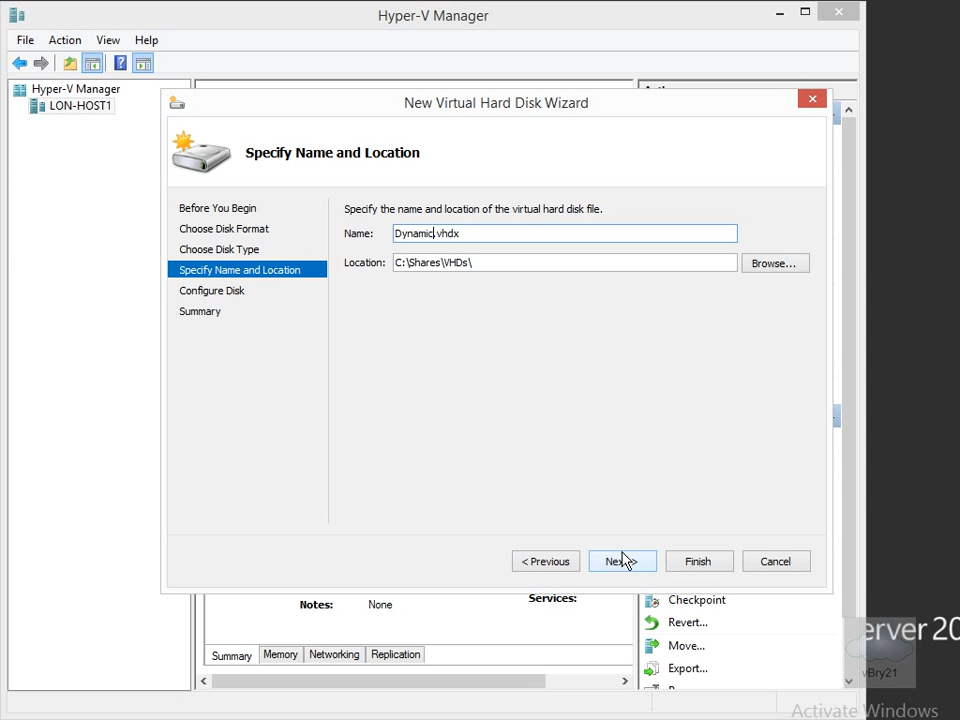 Hyper-V Manager
File Action View Help
Hyper-V Manager
LON-HOST1
New Virtual Hard Disk Wizard
Specify Name and Location
Before You Begin
Choose Disk Format
Choose Disk Type
Specify Name and Location
Configure Disk
Summary
Specify the name and location of the virtual hard disk file.
Name: Dynamic.vhdx
Location: C:\Shares\VHDs\ Browse...
< Previous
Finish
Cancel
Notes: None
Services:
Summary Memory Networking Replication
Checkpoint
Revert...
Move...
Export...
erver 20
vBry21
Activate Windows